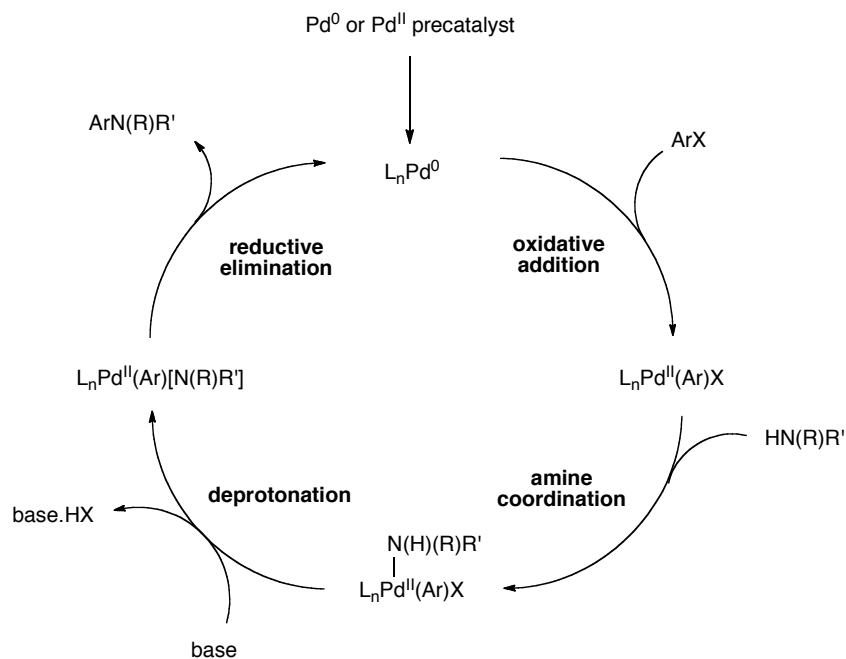 Pd⁰ or Pdᴵᴵ precatalyst
ArN(R)R'
ArX
LₙPd⁰
reductive
elimination
oxidative
addition
LₙPdᴵᴵ(Ar)[N(R)R']
LₙPdᴵᴵ(Ar)X
HN(R)R'
deprotonation
amine
coordination
base.HX
N(H)(R)R'
LₙPdᴵᴵ(Ar)X
base